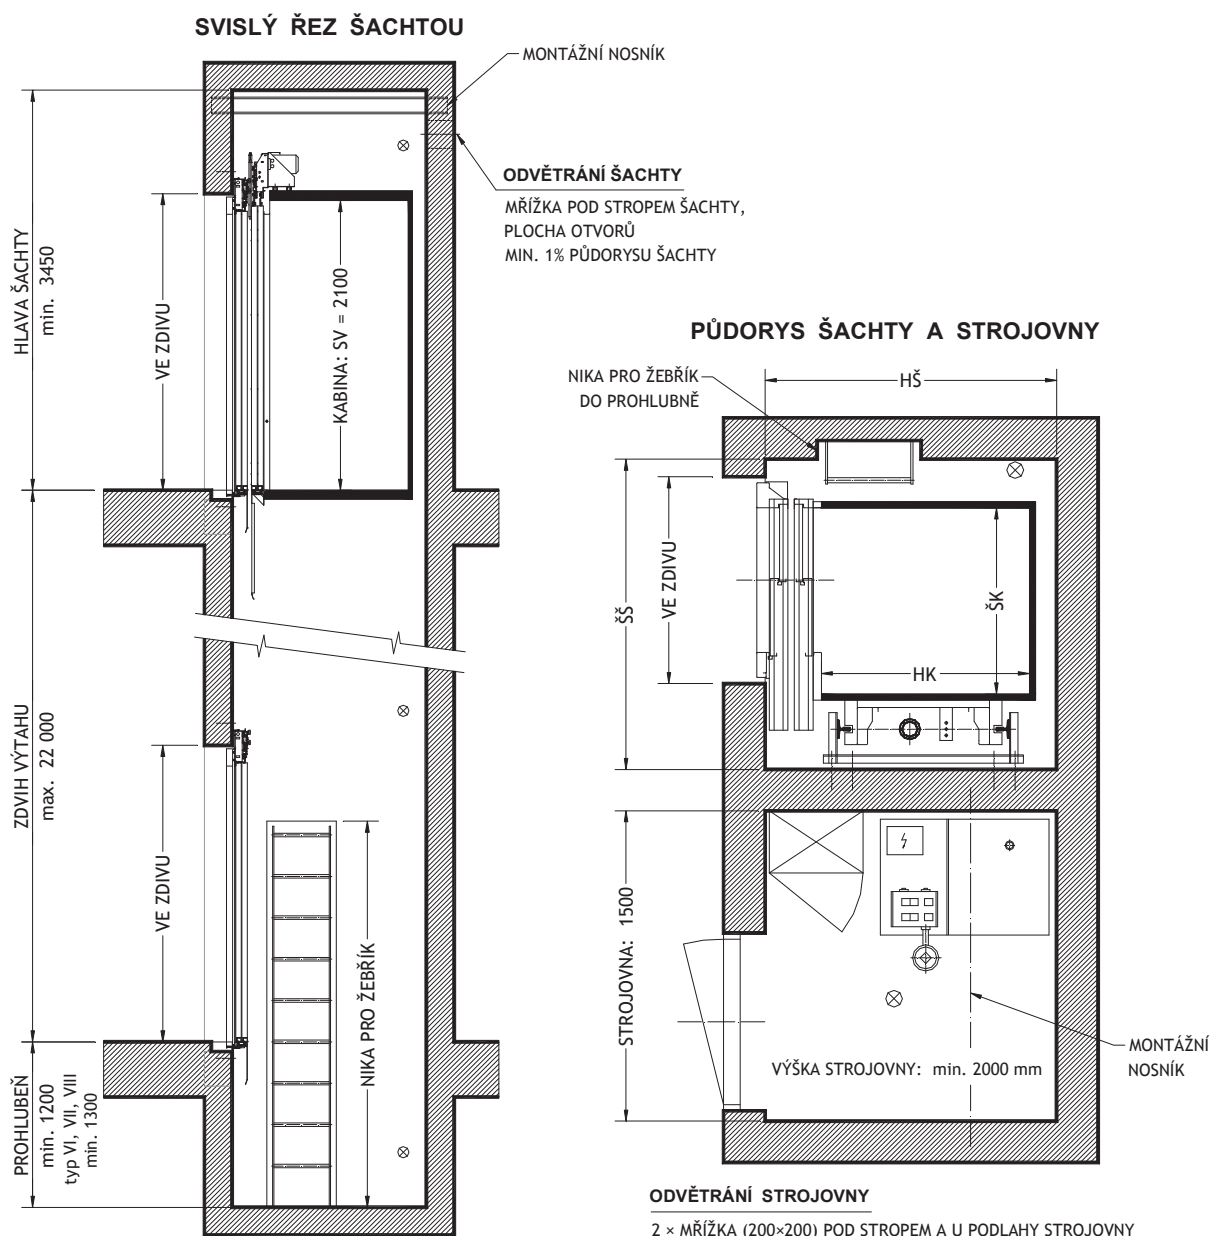 SVISLÝ ŘEZ ŠACHTOU
MONTÁŽNÍ NOSNÍK
ODVĚTRÁNÍ ŠACHTY
MŘÍŽKA POD STROPEM ŠACHTY,
PLOCHA OTVORŮ
MIN. 1% PŮDORYSU ŠACHTY
HLAVA ŠACHTY
min. 3450
VE ZDIVU
KABINA: SV = 2100
ZDVIH VÝTAHU
max. 22 000
VE ZDIVU
NIKA PRO ŽEBŘÍK
PROHLUBEŇ
min. 1200
typ VI, VII, VIII
min. 1300
PŮDORYS ŠACHTY A STROJOVNY
NIKA PRO ŽEBŘÍK
DO PROHLUBNĚ
HŠ
ŠŠ
VE ZDIVU
ŠK
HK
STROJOVNA: 1500
VÝŠKA STROJOVNY: min. 2000 mm
MONTÁŽNÍ
NOSNÍK
ODVĚTRÁNÍ STROJOVNY
2 × MŘÍŽKA (200×200) POD STROPEM A U PODLAHY STROJOVNY